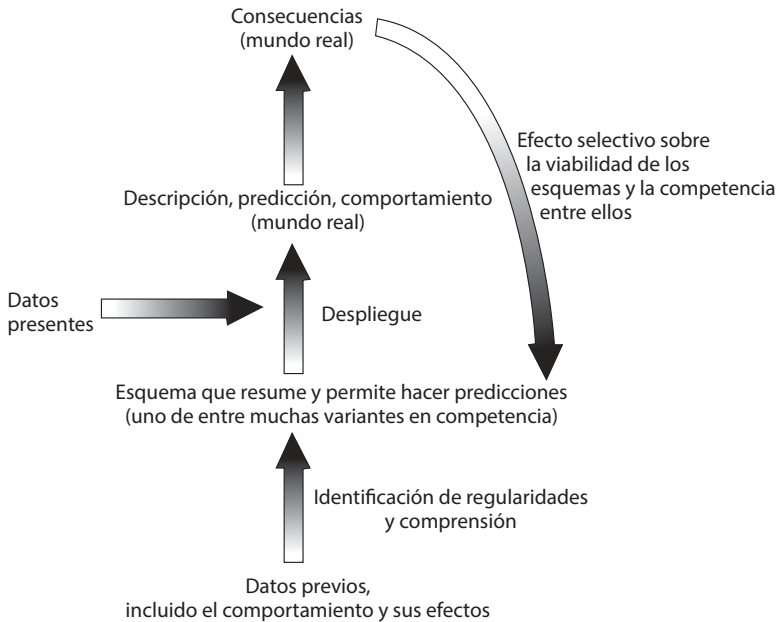 Consecuencias
(mundo real)
Efecto selectivo sobre
la viabilidad de los
esquemas y la competencia
entre ellos
Descripción, predicción, comportamiento
(mundo real)
Datos
presentes
Despliegue
Esquema que resume y permite hacer predicciones
(uno de entre muchas variantes en competencia)
Identificación de regularidades
y comprensión
Datos previos,
incluido el comportamiento y sus efectos